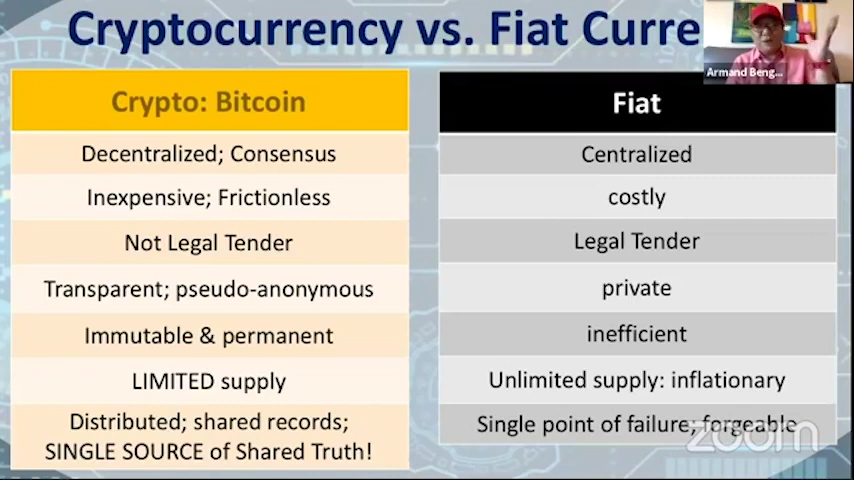 Cryptocurrency vs. Fiat Curre
Armand Beng...
Crypto: Bitcoin
Fiat
Decentralized; Consensus
Centralized
Inexpensive; Frictionless
costly
Not Legal Tender
Legal Tender
Transparent; pseudo-anonymous
private
Immutable & permanent
inefficient
LIMITED supply
Unlimited supply: inflationary
Distributed; shared records;
SINGLE SOURCE of Shared Truth!
Single point of failure, forgeable
zoom